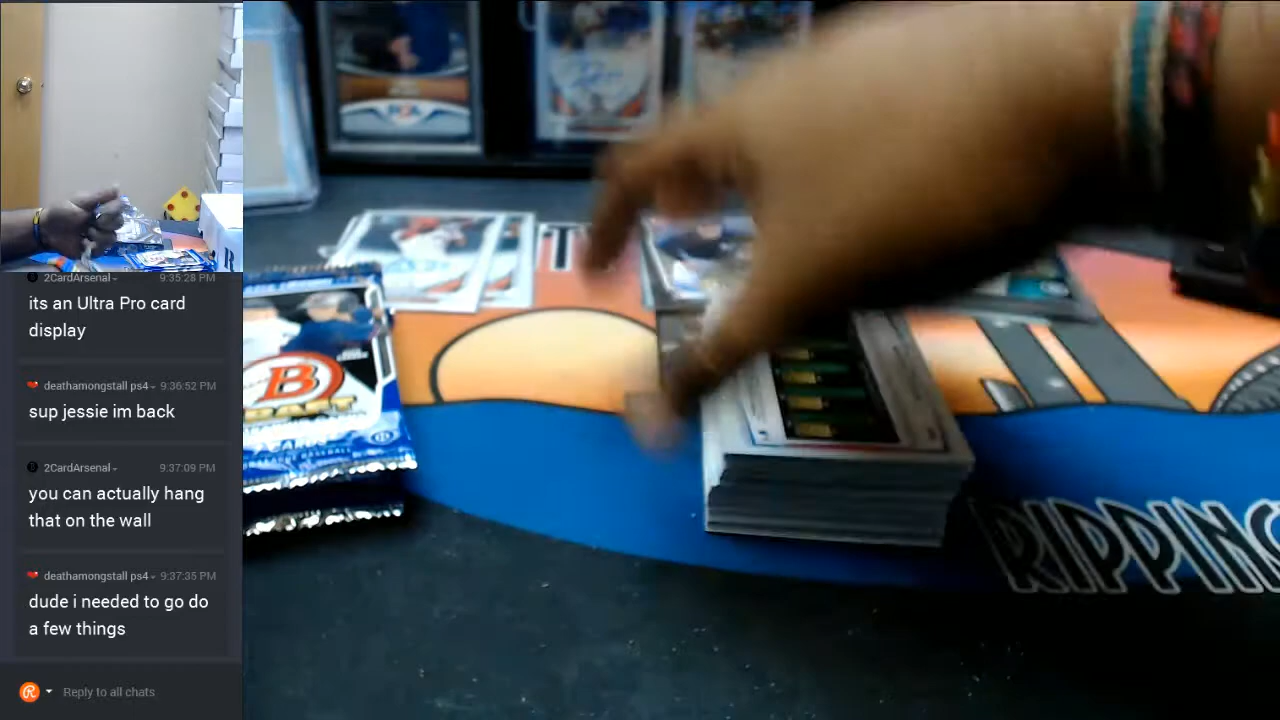 2CardArsenal 9:35:28 PM
its an Ultra Pro card
display
deathamongstall ps4 9:36:52 PM
sup jessie im back
2CardArsenal 9:37:09 PM
you can actually hang
that on the wall
deathamongstall ps4 9:37:35 PM
dude i needed to go do
a few things
Reply to all chats
B
RIPPING